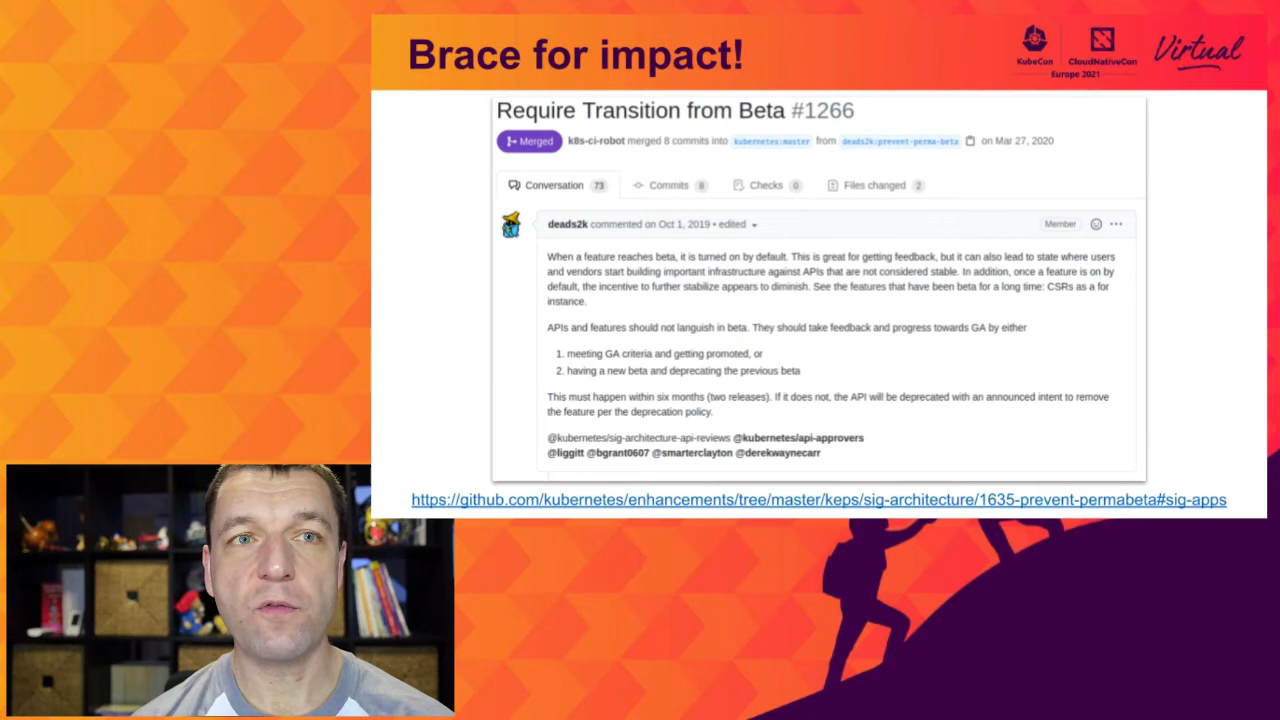 Brace for impact!
KubeCon
CloudNativeCon
Europe 2021
Virtual
Require Transition from Beta #1266
Merged k8s-ci-robot merged 8 commits into kubernetes:master from deads2k:prevent-perma-beta on Mar 27, 2020
Conversation 73 Commits 8 Checks 0 Files changed 2
deads2k commented on Oct 1, 2019 • edited Member
When a feature reaches beta, it is turned on by default. This is great for getting feedback, but it can also lead to state where users
and vendors start building important infrastructure against APIs that are not considered stable. In addition, once a feature is on by
default, the incentive to further stabilize appears to diminish. See the features that have been beta for a long time: CSRs as a for
instance.
APIs and features should not languish in beta. They should take feedback and progress towards GA by either
1. meeting GA criteria and getting promoted, or
2. having a new beta and deprecating the previous beta
This must happen within six months (two releases). If it does not, the API will be deprecated with an announced intent to remove
the feature per the deprecation policy.
@kubernetes/sig-architecture-api-reviews @kubernetes/api-approvers
@liggitt @bgrant0607 @smarterclayton @derekwaynecarr
https://github.com/kubernetes/enhancements/tree/master/keps/sig-architecture/1635-prevent-permabeta#sig-apps